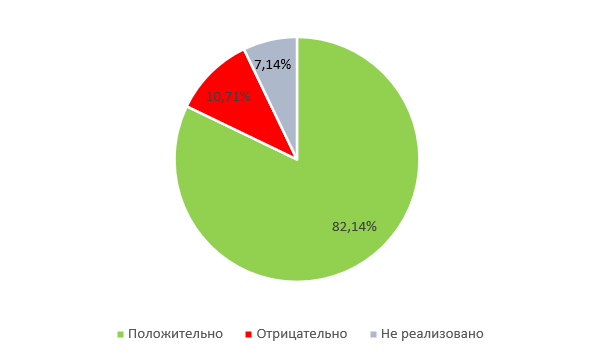 7,14%
10,71%
82,14%
Положительно Отрицательно Не реализовано